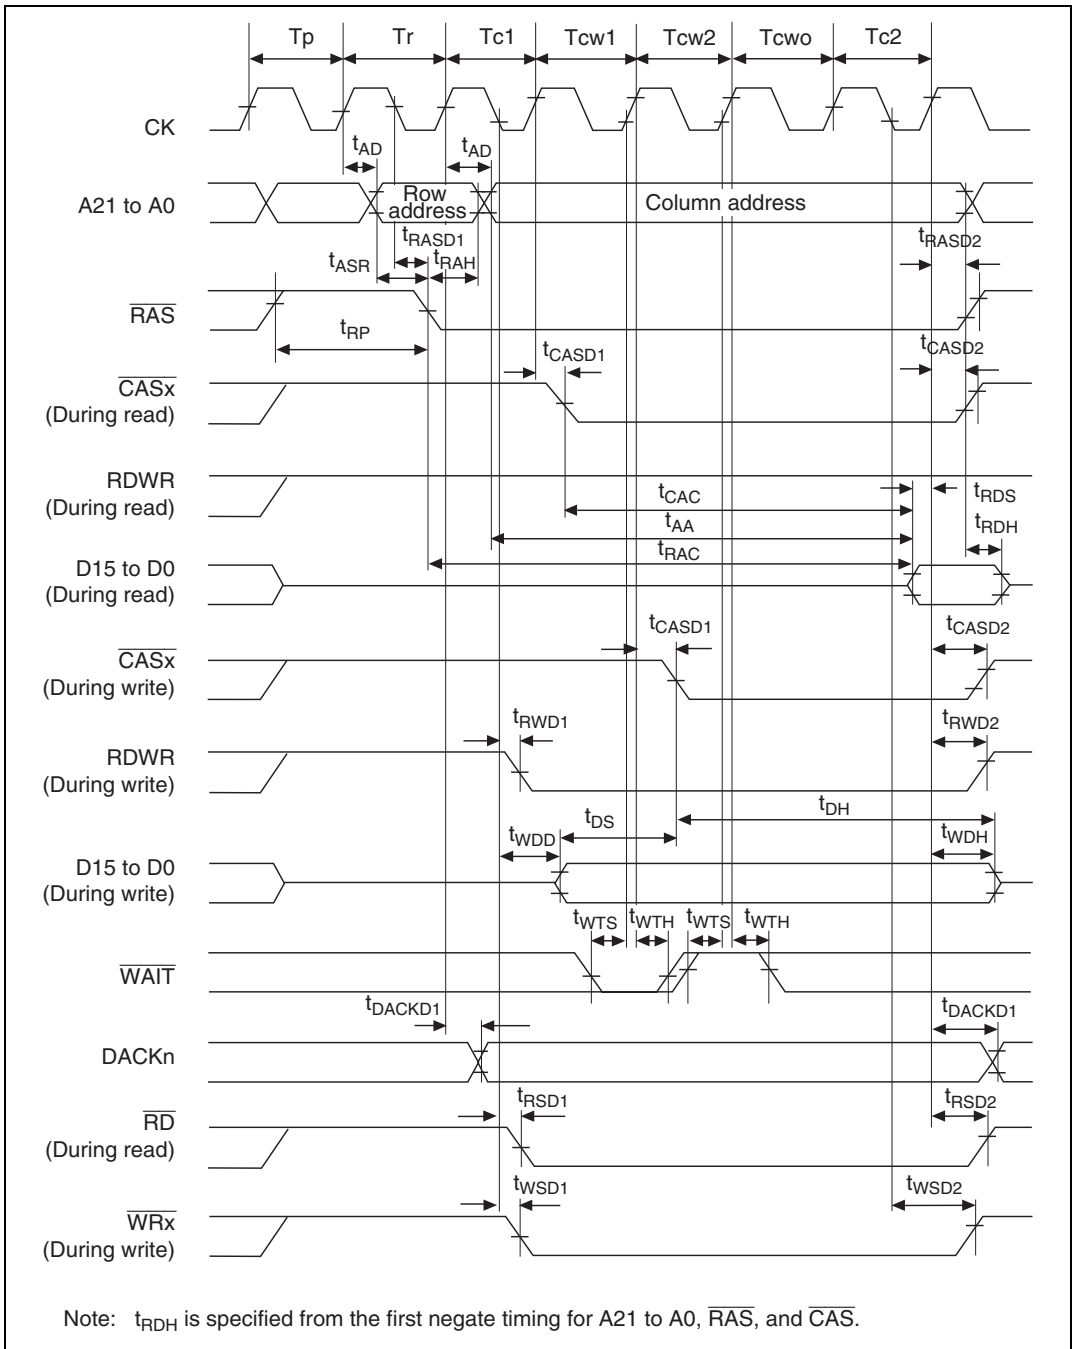 Tp Tr Tc1 Tcw1 Tcw2 Tcwo Tc2
CK
tAD tAD
A21 to A0 Row address Column address
tRASD1 tRASD2
tASR tRAH
RAS
tRP
tCASD1 tCASD2
CASx
(During read)
RDWR
(During read)
tCAC tRDS
tAA tRDH
tRAC
D15 to D0
(During read)
tCASD1 tCASD2
CASx
(During write)
tRWD1 tRWD2
RDWR
(During write)
tDS tDH
tWDD tWDH
D15 to D0
(During write)
tWTS tWTH tWTS tWTH
WAIT
tDACKD1 tDACKD1
DACKn
tRSD1 tRSD2
RD
(During read)
tWSD1 tWSD2
WRx
(During write)
Note: tRDH is specified from the first negate timing for A21 to A0, RAS, and CAS.